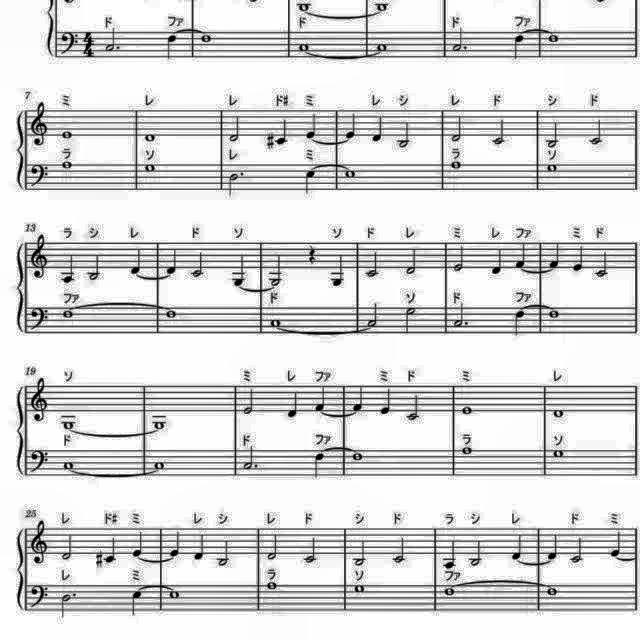 ド ファ ド ド ファ
4
4
7
ミ レ レ ド# ミ レ シ レ ド シ ド
ラ ソ レ ミ ラ ソ
13
ラ シ レ ド ソ ソ ド レ ミ レ ファ ミ ド
ファ ド ソ ド ファ
19
ソ ミ レ ファ ミ ド ミ レ
ド ド ファ ラ ソ
25
レ ド# ミ レ シ レ ド シ ド ラ シ レ ド ミ
レ ミ ラ ソ ファ